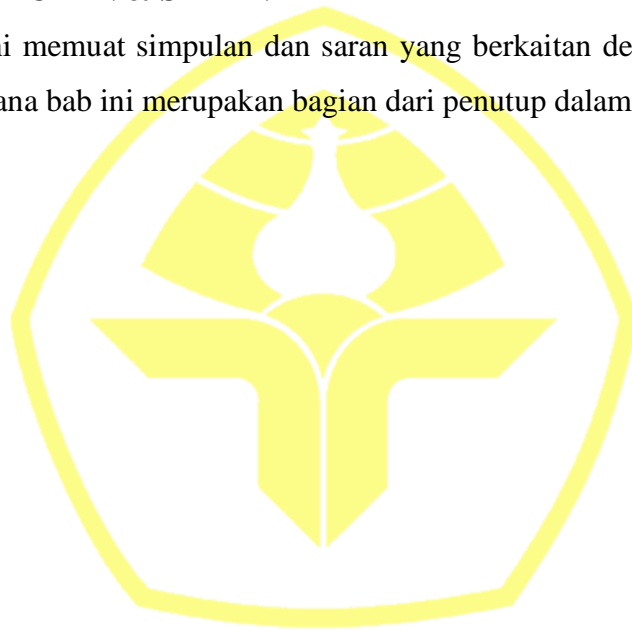 ni memuat simpulan dan saran yang berkaitan de
ana bab ini merupakan bagian dari penutup dalam